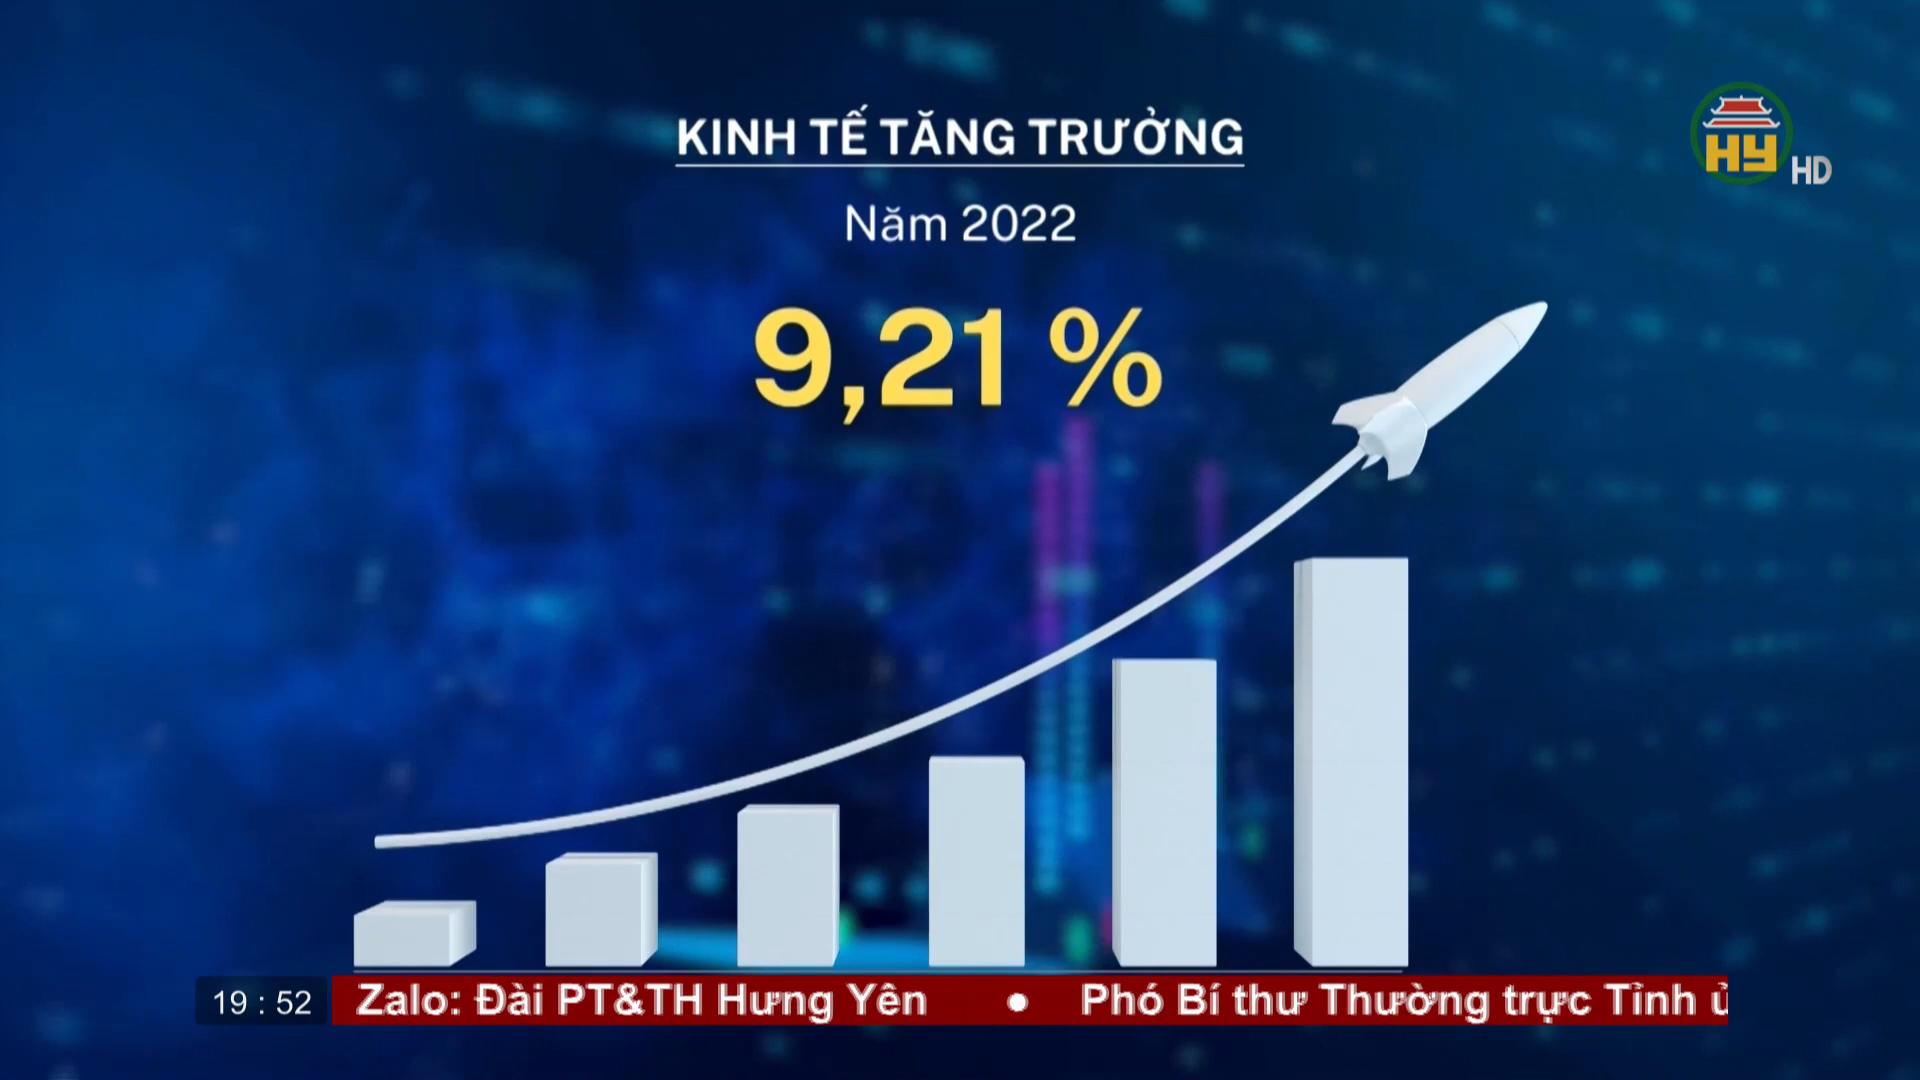 KINH TẾ TĂNG TRƯỞNG
HY HD
Năm 2022
9,21 %
19 : 52 Zalo: Đài PT&TH Hưng Yên • Phó Bí thư Thường trực Tỉnh ủ